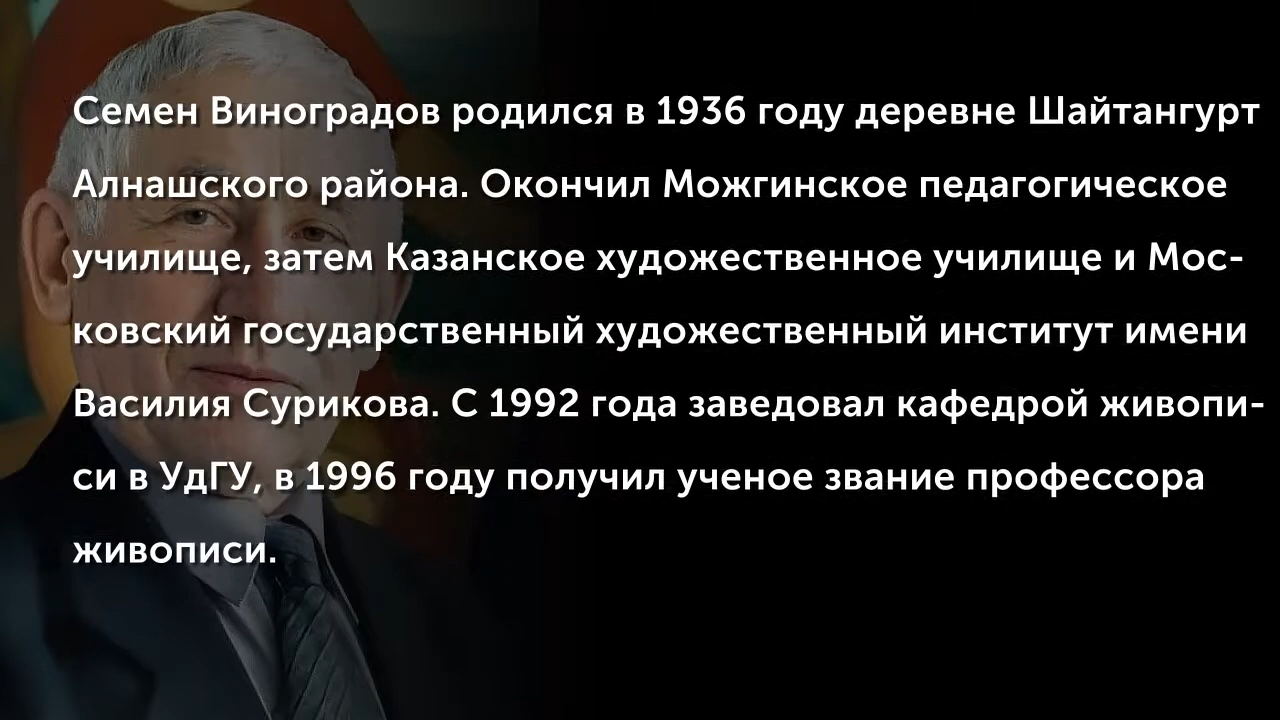 Семен Виноградов родился в 1936 году деревне Шайтангурт
Алнашского района. Окончил Можгинское педагогическое
училище, затем Казанское художественное училище и Мос-
ковский государственный художественный институт имени
Василия Сурикова. С 1992 года заведовал кафедрой живопи-
си в УдГУ, в 1996 году получил ученое звание профессора
живописи.